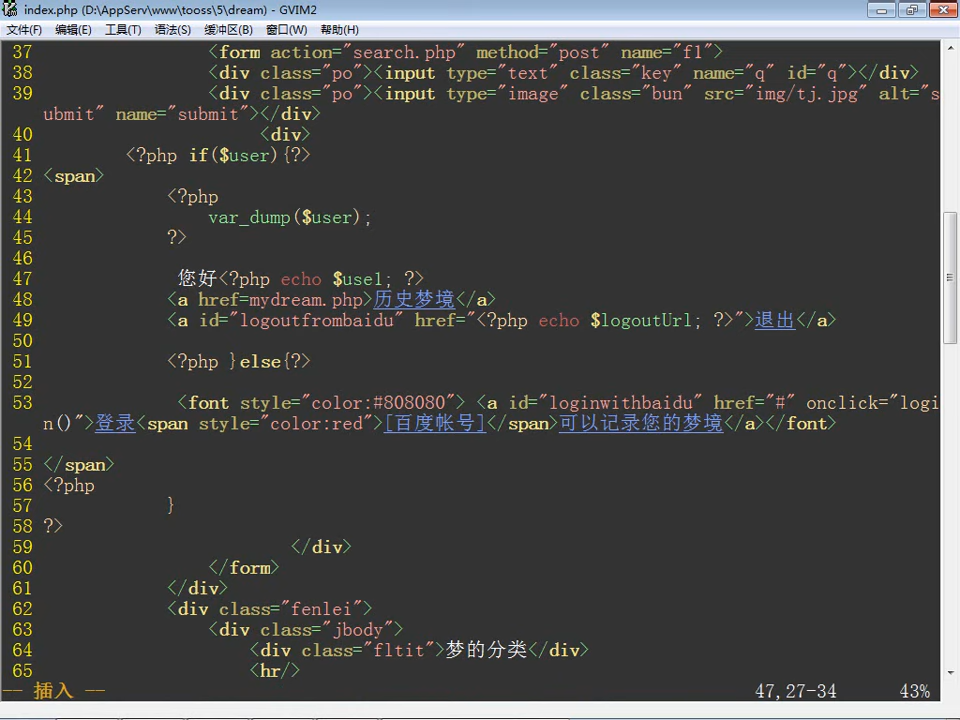 index.php (D:\AppServ\www\tooss\5\dream) - GVIM2
文件(F) 编辑(E) 工具(T) 语法(S) 缓冲区(B) 窗口(W) 帮助(H)
37 <form action="search.php" method="post" name="f1">
38 <div class="po"><input type="text" class="key" name="q" id="q"></div>
39 <div class="po"><input type="image" class="bun" src="img/tj.jpg" alt="s
ubmit" name="submit"></div>
40 <div>
41 <?php if($user){?>
42 <span>
43 <?php
44 var_dump($user);
45 ?>
46
47 您好<?php echo $usel; ?>
48 <a href=mydream.php>历史梦境</a>
49 <a id="logoutfrombaidu" href="<?php echo $logoutUrl; ?>">退出</a>
50
51 <?php }else{?>
52
53 <font style="color:#808080"> <a id="loginwithbaidu" href="#" onclick="logi
n()">登录<span style="color:red">[百度帐号]</span>可以记录您的梦境</a></font>
54
55 </span>
56 <?php
57 }
58 ?>
59 </div>
60 </form>
61 </div>
62 <div class="fenlei">
63 <div class="jbody">
64 <div class="fltit">梦的分类</div>
65 <hr/>
-- 插入 -- 47,27-34 43%